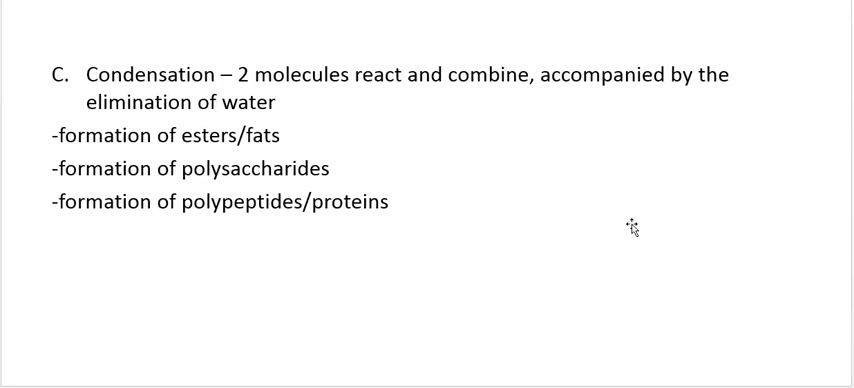 C. Condensation – 2 molecules react and combine, accompanied by the
elimination of water
-formation of esters/fats
-formation of polysaccharides
-formation of polypeptides/proteins